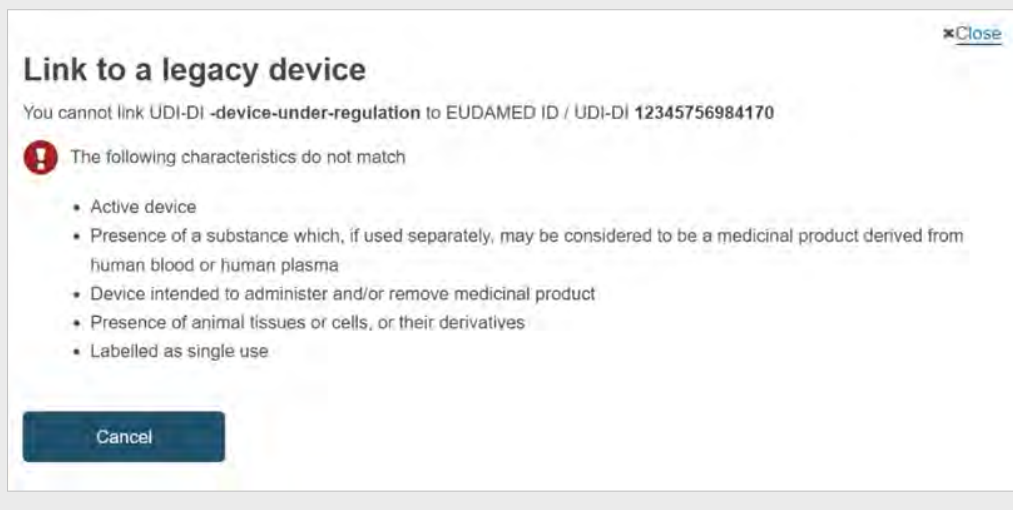 ×Close
Link to a legacy device
You cannot link UDI-DI -device-under-regulation to EUDAMED ID / UDI-DI 12345756984170
The following characteristics do not match
• Active device
• Presence of a substance which, if used separately, may be considered to be a medicinal product derived from
human blood or human plasma
• Device intended to administer and/or remove medicinal product
• Presence of animal tissues or cells, or their derivatives
• Labelled as single use
Cancel